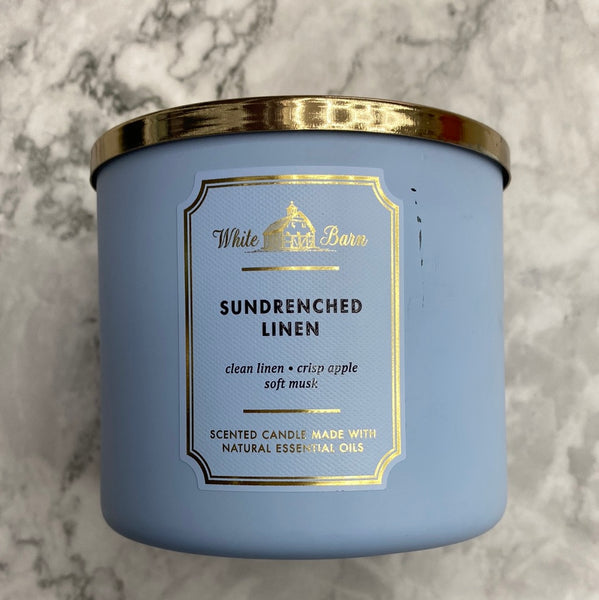 White Barn
SUNDRENCHED
LINEN
clean linen • crisp apple
soft musk
SCENTED CANDLE MADE WITH
NATURAL ESSENTIAL OILS